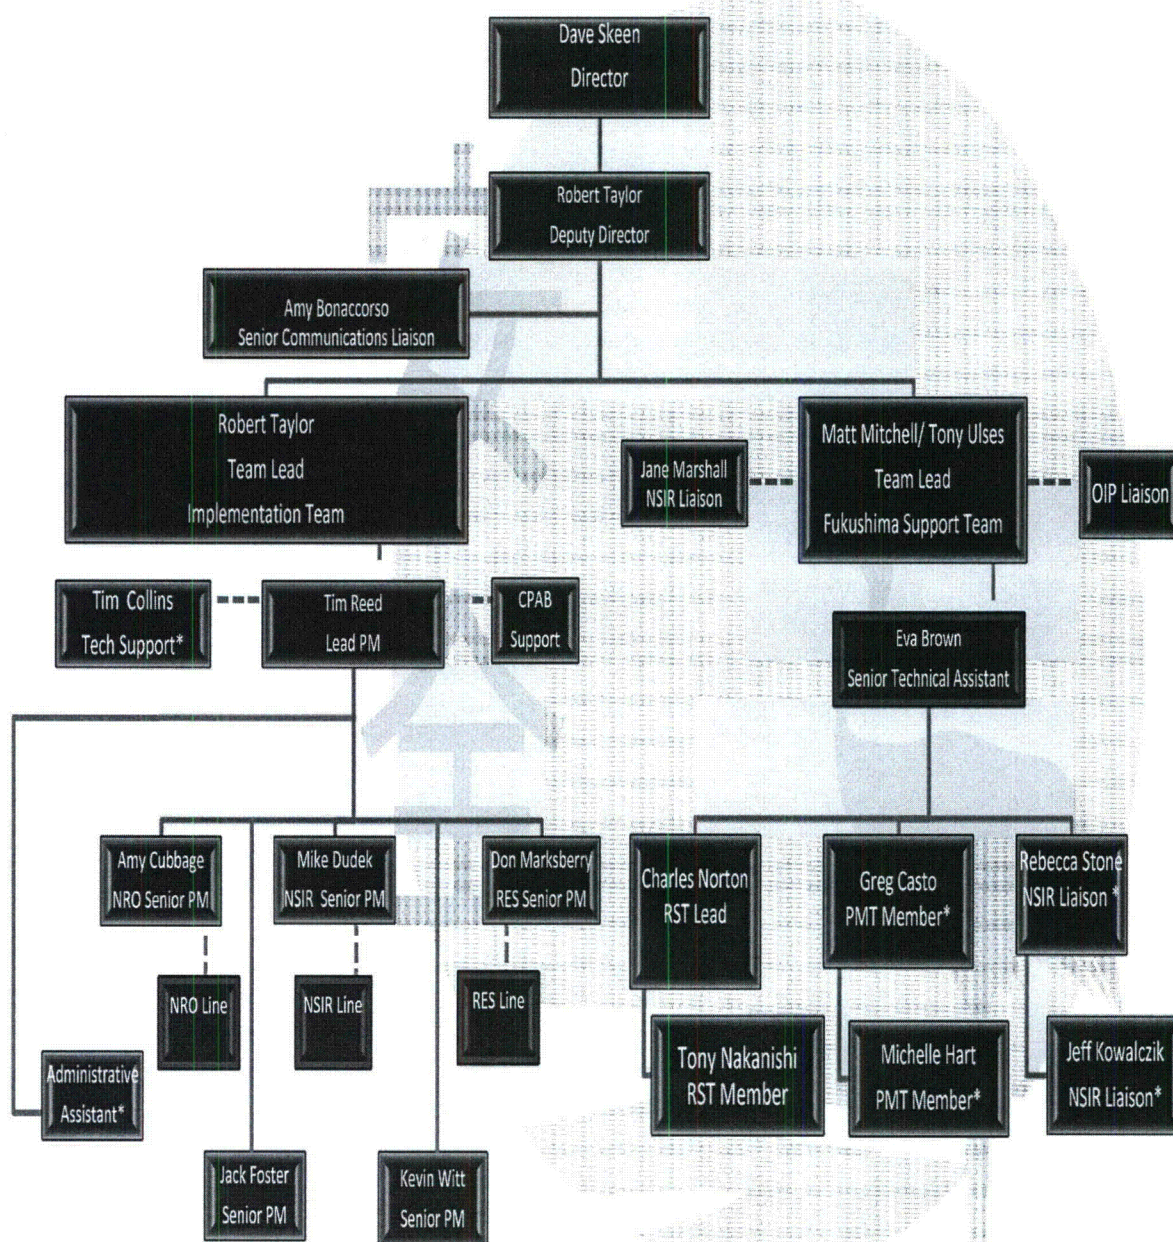 Dave Skeen
Director
Robert Taylor
Deputy Director
Amy Bonaccorso
Senior Communications Liaison
Robert Taylor
Team Lead
Implementation Team
Matt Mitchell/ Tony Ulses
Team Lead
Fukushima Support Team
Jane Marshall
NSIR Liaison
OIP Liaison
Tim Collins
Tech Support*
Tim Reed
Lead PM
CPAB
Support
Eva Brown
Senior Technical Assistant
Amy Cubbage
NRO Senior PM
Mike Dudek
NSIR Senior PM
Don Marksberry
RES Senior PM
Charles Norton
RST Lead
Greg Casto
PMT Member*
Rebecca Stone
NSIR Liaison *
NRO Line
NSIR Line
RES Line
Administrative
Assistant*
Tony Nakanishi
RST Member
Michelle Hart
PMT Member*
Jeff Kowalczik
NSIR Liaison*
Jack Foster
Senior PM
Kevin Witt
Senior PM